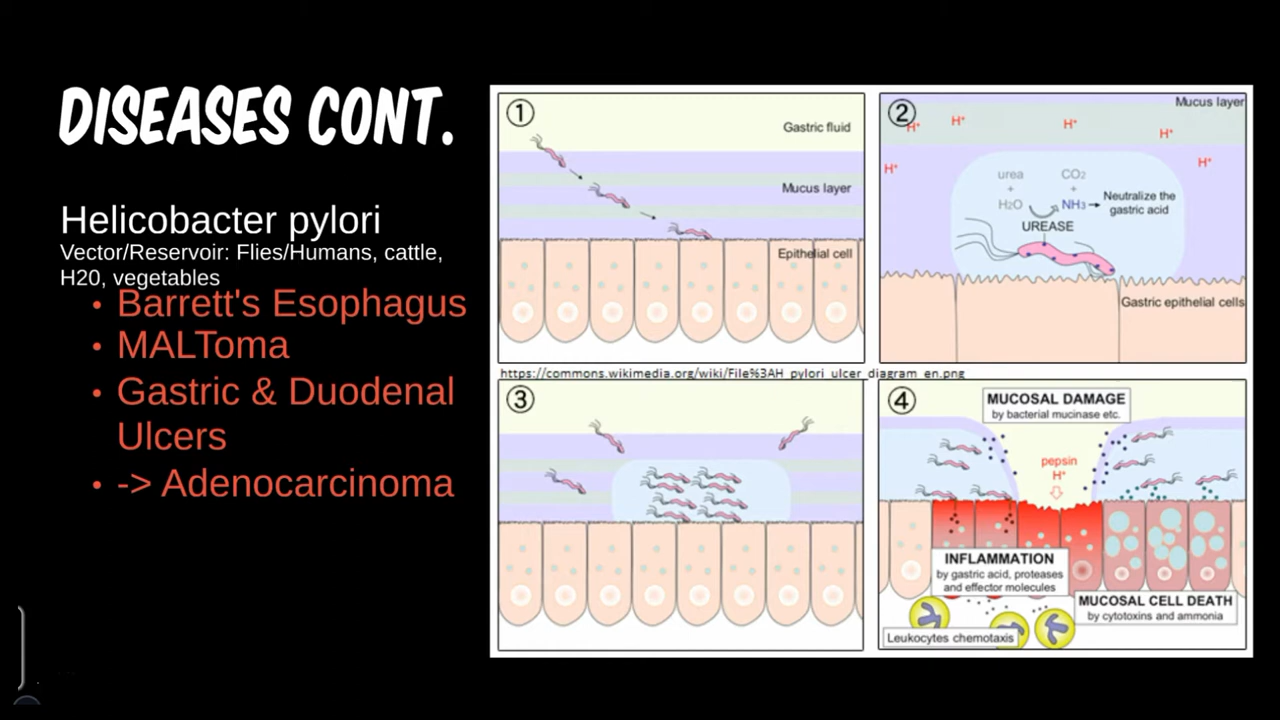 DISEASES CONT.
Helicobacter pylori
Vector/Reservoir: Flies/Humans, cattle,
H20, vegetables
• Barrett's Esophagus
• MALToma
• Gastric & Duodenal
Ulcers
• -> Adenocarcinoma
①
Gastric fluid
Mucus layer
Epithelial cell
②
Mucus layer
H⁺ H⁺ H⁺ H⁺
H⁺ H⁺
urea CO₂
+ +
H₂O NH₃
Neutralize the
gastric acid
UREASE
Gastric epithelial cells
https://commons.wikimedia.org/wiki/File%3AH_pylori_ulcer_diagram_en.png
③
④
MUCOSAL DAMAGE
by bacterial mucinase etc.
pepsin
H⁺
INFLAMMATION
by gastric acid, proteases
and effector molecules
MUCOSAL CELL DEATH
by cytotoxins and ammonia
Leukocytes chemotaxis